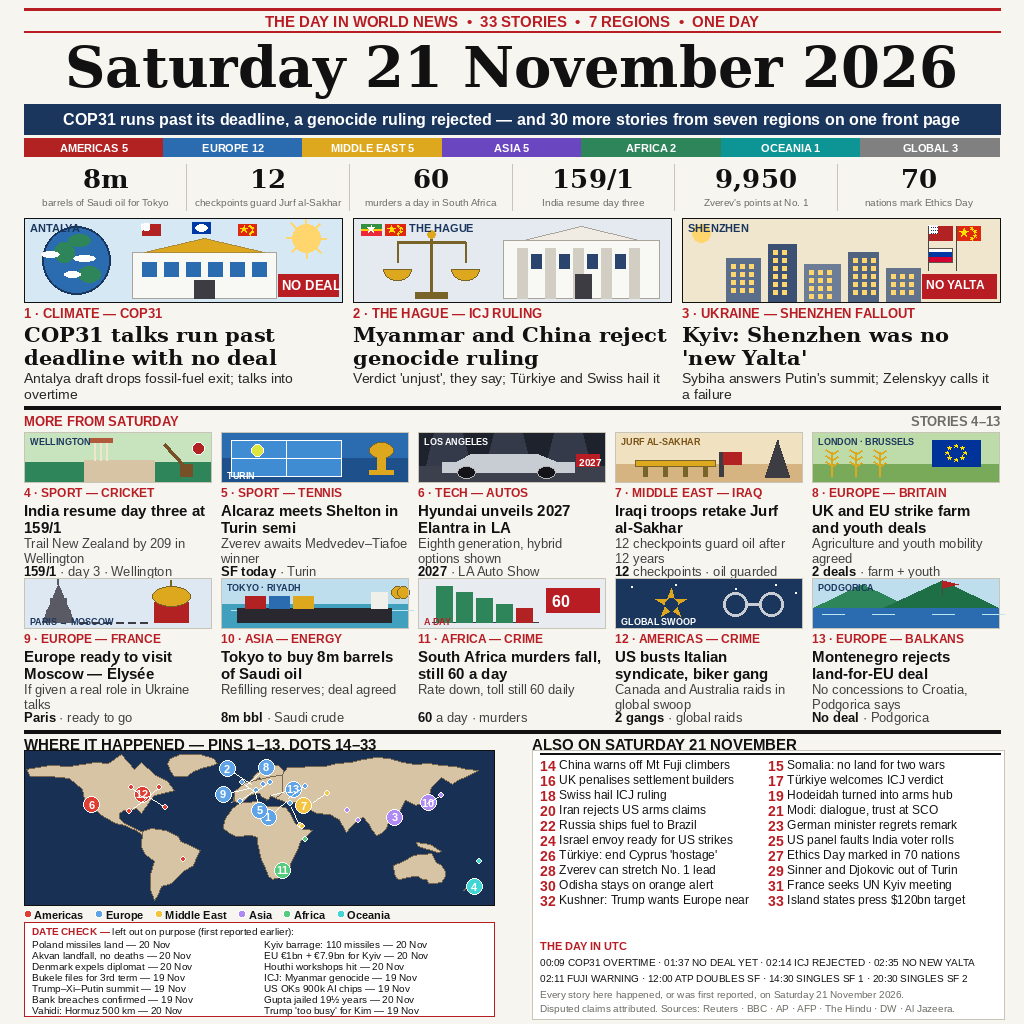 THE DAY IN WORLD NEWS • 33 STORIES • 7 REGIONS • ONE DAY
Saturday 21 November 2026
COP31 runs past its deadline, a genocide ruling rejected — and 30 more stories from seven regions on one front page
AMERICAS 5 EUROPE 12 MIDDLE EAST 5 ASIA 5 AFRICA 2 OCEANIA 1 GLOBAL 3
8m 12 60 159/1 9,950 70
barrels of Saudi oil for Tokyo checkpoints guard Jurf al-Sakhar murders a day in South Africa India resume day three Zverev's points at No. 1 nations mark Ethics Day
ANTALYA
NO DEAL
1 · CLIMATE — COP31
COP31 talks run past
deadline with no deal
Antalya draft drops fossil-fuel exit; talks into
overtime
THE HAGUE
2 · THE HAGUE — ICJ RULING
Myanmar and China reject
genocide ruling
Verdict 'unjust', they say; Türkiye and Swiss hail it
SHENZHEN
NO YALTA
3 · UKRAINE — SHENZHEN FALLOUT
Kyiv: Shenzhen was no
'new Yalta'
Sybiha answers Putin's summit; Zelenskyy calls it
a failure
MORE FROM SATURDAY
STORIES 4–13
WELLINGTON
4 · SPORT — CRICKET
India resume day three at
159/1
Trail New Zealand by 209 in
Wellington
159/1 · day 3 · Wellington
TURIN
5 · SPORT — TENNIS
Alcaraz meets Shelton in
Turin semi
Zverev awaits Medvedev–Tiafoe
winner
SF today · Turin
LOS ANGELES
2027
6 · TECH — AUTOS
Hyundai unveils 2027
Elantra in LA
Eighth generation, hybrid
options shown
2027 · LA Auto Show
JURF AL-SAKHAR
7 · MIDDLE EAST — IRAQ
Iraqi troops retake Jurf
al-Sakhar
12 checkpoints guard oil after
12 years
12 checkpoints · oil guarded
LONDON · BRUSSELS
8 · EUROPE — BRITAIN
UK and EU strike farm
and youth deals
Agriculture and youth mobility
agreed
2 deals · farm + youth
PARIS — MOSCOW
9 · EUROPE — FRANCE
Europe ready to visit
Moscow — Élysée
If given a real role in Ukraine
talks
Paris · ready to go
TOKYO · RIYADH
10 · ASIA — ENERGY
Tokyo to buy 8m barrels
of Saudi oil
Refilling reserves; deal agreed
8m bbl · Saudi crude
A DAY
60
11 · AFRICA — CRIME
South Africa murders fall,
still 60 a day
Rate down, toll still 60 daily
60 a day · murders
GLOBAL SWOOP
12 · AMERICAS — CRIME
US busts Italian
syndicate, biker gang
Canada and Australia raids in
global swoop
2 gangs · global raids
PODGORICA
13 · EUROPE — BALKANS
Montenegro rejects
land-for-EU deal
No concessions to Croatia,
Podgorica says
No deal · Podgorica
WHERE IT HAPPENED — PINS 1–13, DOTS 14–33
2
8
9
13
6
12
5
1
7
10
3
11
4
Americas Europe Middle East Asia Africa Oceania
DATE CHECK — left out on purpose (first reported earlier):
Poland missiles land — 20 Nov
Akvan landfall, no deaths — 20 Nov
Denmark expels diplomat — 20 Nov
Bukele files for 3rd term — 19 Nov
Trump–Xi–Putin summit — 19 Nov
Bank breaches confirmed — 19 Nov
Vahidi: Hormuz 500 km — 20 Nov
Kyiv barrage: 110 missiles — 20 Nov
EU €1bn + €7.9bn for Kyiv — 20 Nov
Houthi workshops hit — 20 Nov
ICJ: Myanmar genocide — 19 Nov
US OKs 900k AI chips — 19 Nov
Gupta jailed 19½ years — 20 Nov
Trump 'too busy' for Kim — 19 Nov
ALSO ON SATURDAY 21 NOVEMBER
14 China warns off Mt Fuji climbers
15 Somalia: no land for two wars
16 UK penalises settlement builders
17 Türkiye welcomes ICJ verdict
18 Swiss hail ICJ ruling
19 Hodeidah turned into arms hub
20 Iran rejects US arms claims
21 Modi: dialogue, trust at SCO
22 Russia ships fuel to Brazil
23 German minister regrets remark
24 Israel envoy ready for US strikes
25 US panel faults India voter rolls
26 Türkiye: end Cyprus 'hostage'
27 Ethics Day marked in 70 nations
28 Zverev can stretch No. 1 lead
29 Sinner and Djokovic out of Turin
30 Odisha stays on orange alert
31 France seeks UN Kyiv meeting
32 Kushner: Trump wants Europe near
33 Island states press $120bn target
THE DAY IN UTC
00:09 COP31 OVERTIME · 01:37 NO DEAL YET · 02:14 ICJ REJECTED · 02:35 NO NEW YALTA
02:11 FUJI WARNING · 12:00 ATP DOUBLES SF · 14:30 SINGLES SF 1 · 20:30 SINGLES SF 2
Every story here happened, or was first reported, on Saturday 21 November 2026.
Disputed claims attributed. Sources: Reuters · BBC · AP · AFP · The Hindu · DW · Al Jazeera.